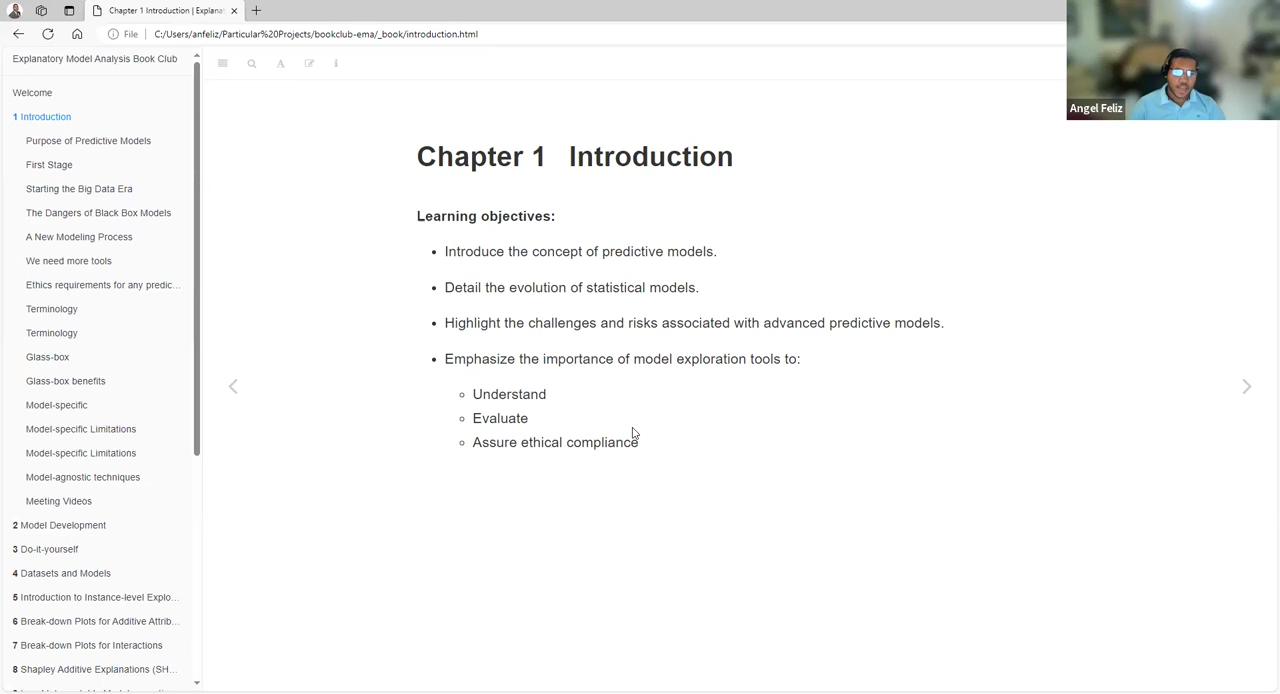 Chapter 1 Introduction | Explana
File
C:/Users/anfeliz/Particular%20Projects/bookclub-ema/_book/introduction.html
Explanatory Model Analysis Book Club
Welcome
1 Introduction
Purpose of Predictive Models
First Stage
Starting the Big Data Era
The Dangers of Black Box Models
A New Modeling Process
We need more tools
Ethics requirements for any predic...
Terminology
Terminology
Glass-box
Glass-box benefits
Model-specific
Model-specific Limitations
Model-specific Limitations
Model-agnostic techniques
Meeting Videos
2 Model Development
3 Do-it-yourself
4 Datasets and Models
5 Introduction to Instance-level Explo...
6 Break-down Plots for Additive Attrib...
7 Break-down Plots for Interactions
8 Shapley Additive Explanations (SH...
A
i
Chapter 1 Introduction
Learning objectives:
• Introduce the concept of predictive models.
• Detail the evolution of statistical models.
• Highlight the challenges and risks associated with advanced predictive models.
• Emphasize the importance of model exploration tools to:
◦ Understand
◦ Evaluate
◦ Assure ethical compliance
Angel Feliz